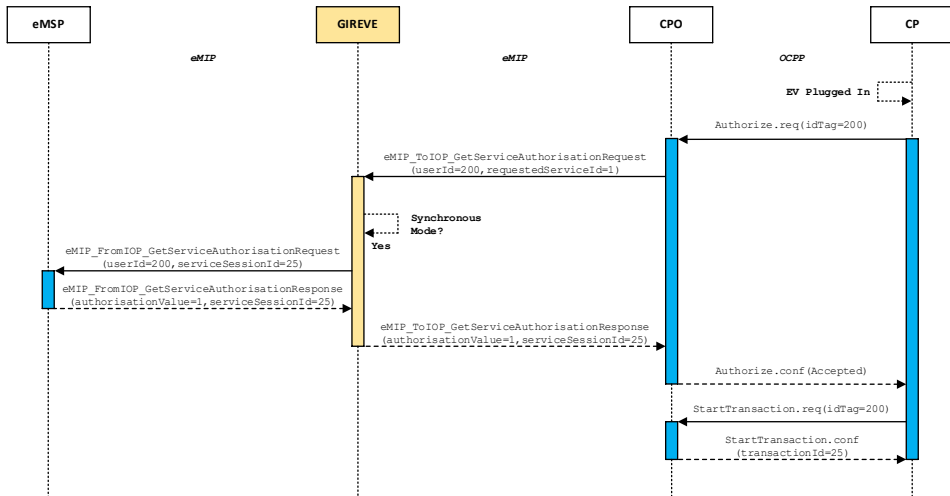 eMSP
GIREVE
CPO
CP
eMIP
eMIP
OCPP
EV Plugged In
Authorize.req(idTag=200)
eMIP_ToIOP_GetServiceAuthorisationRequest
(userId=200,requestedServiceId=1)
Synchronous
Mode?
Yes
eMIP_FromIOP_GetServiceAuthorisationRequest
(userId=200,serviceSessionId=25)
eMIP_FromIOP_GetServiceAuthorisationResponse
(authorisationValue=1,serviceSessionId=25)
eMIP_ToIOP_GetServiceAuthorisationResponse
(authorisationValue=1,serviceSessionId=25)
Authorize.conf(Accepted)
StartTransaction.req(idTag=200)
StartTransaction.conf
(transactionId=25)